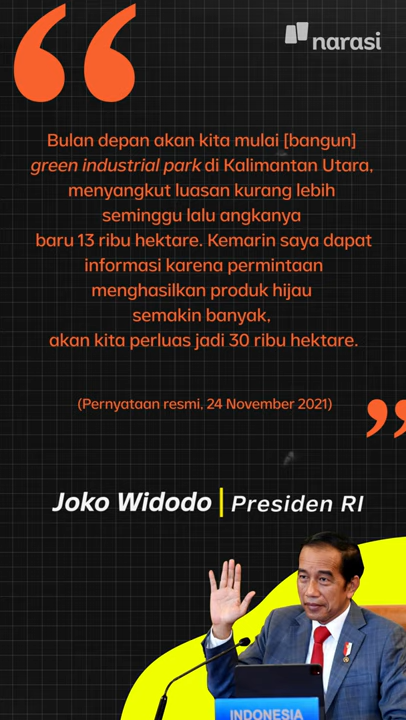 narasi
Bulan depan akan kita mulai [bangun]
green industrial park di Kalimantan Utara,
menyangkut luasan kurang lebih
seminggu lalu angkanya
baru 13 ribu hektare. Kemarin saya dapat
informasi karena permintaan
menghasilkan produk hijau
semakin banyak,
akan kita perluas jadi 30 ribu hektare.
(Pernyataan resmi, 24 November 2021)
Joko Widodo | Presiden RI
INDONESIA